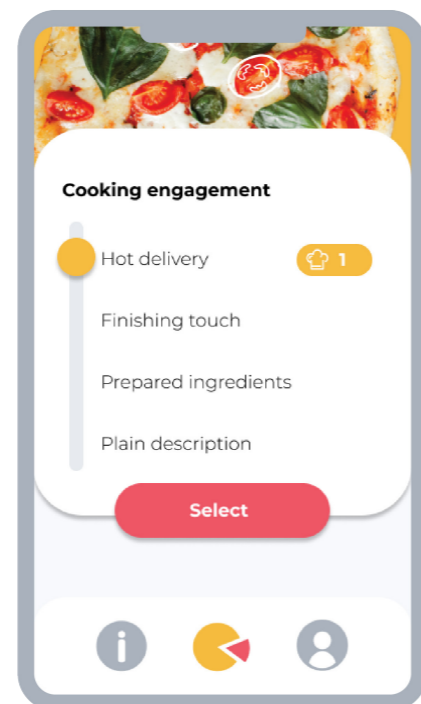 Cooking engagement
Hot delivery 1
Finishing touch
Prepared ingredients
Plain description
Select
i